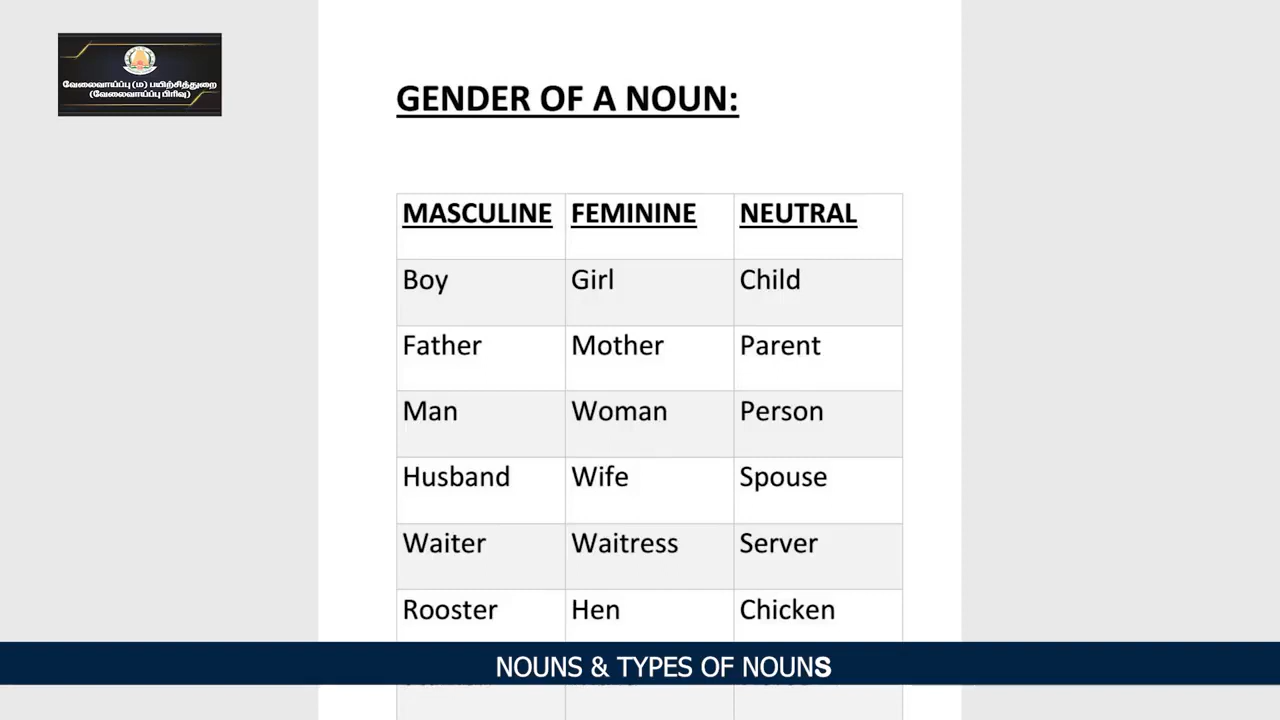 வேலைவாய்ப்பு (ம) பயிற்சித்துறை
(வேலைவாய்ப்பு பிரிவு)
GENDER OF A NOUN:
MASCULINE FEMININE NEUTRAL
Boy Girl Child
Father Mother Parent
Man Woman Person
Husband Wife Spouse
Waiter Waitress Server
Rooster Hen Chicken
NOUNS & TYPES OF NOUNS